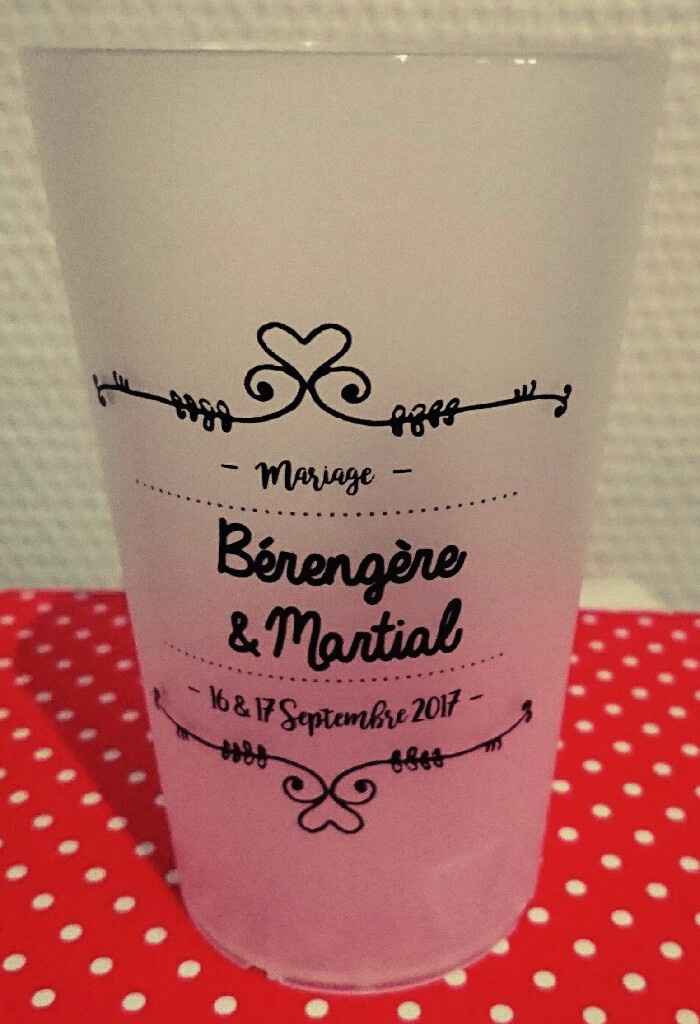 - Mariage -
Bérengère
& Martial
- 16 & 17 Septembre 2017 -